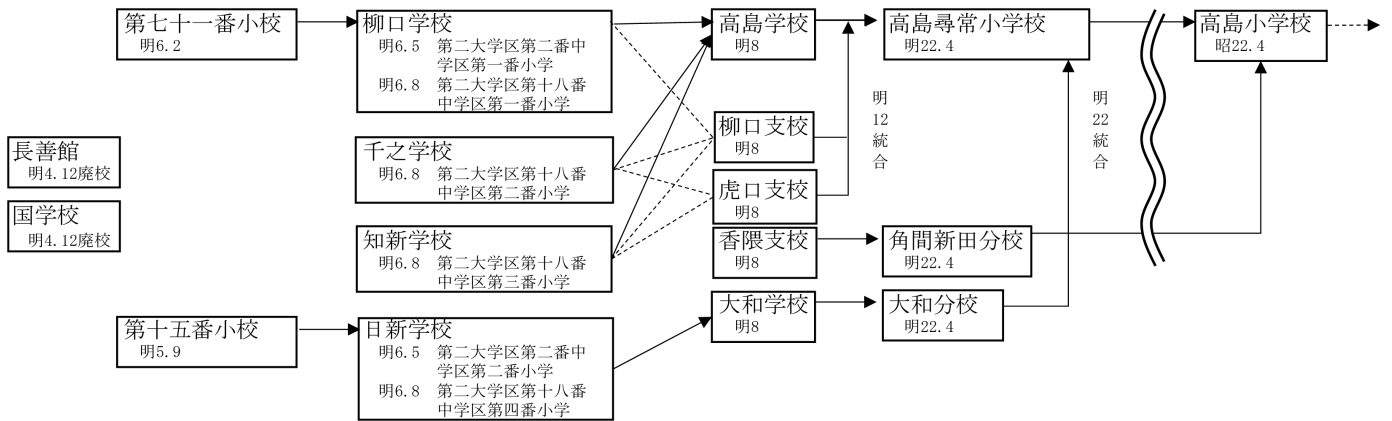 第七十一番小校
明6.2
柳口学校
明6.5 第二大学区第二番中
学区第一番小学
明6.8 第二大学区第十八番
中学区第一番小学
高島学校
明8
高島尋常小学校
明22.4
高島小学校
昭22.4
明
12
統
合
明
22
統
合
柳口支校
明8
長善館
明4.12廃校
千之学校
明6.8 第二大学区第十八番
中学区第二番小学
虎口支校
明8
国学校
明4.12廃校
知新学校
明6.8 第二大学区第十八番
中学区第三番小学
香隈支校
明8
角間新田分校
明22.4
大和学校
明8
大和分校
明22.4
第十五番小校
明5.9
日新学校
明6.5 第二大学区第二番中
学区第二番小学
明6.8 第二大学区第十八番
中学区第四番小学